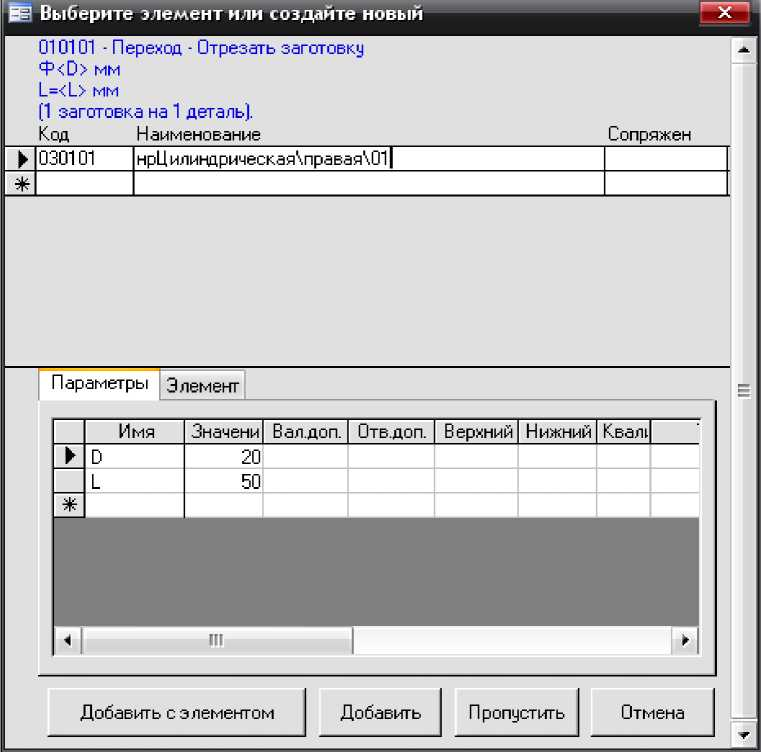 Выберите элемент или создайте новый
010101 - Переход - Отрезать заготовку
Ф<D> мм
L=<L> мм
(1 заготовка на 1 деталь).
Код Наименование Сопряжен
030101 нрЦилиндрическая\правая\01
Параметры Элемент
Имя Значени Вал.доп. Отв.доп. Верхний Нижний Квали
D 20
L 50
Добавить с элементом Добавить Пропустить Отмена